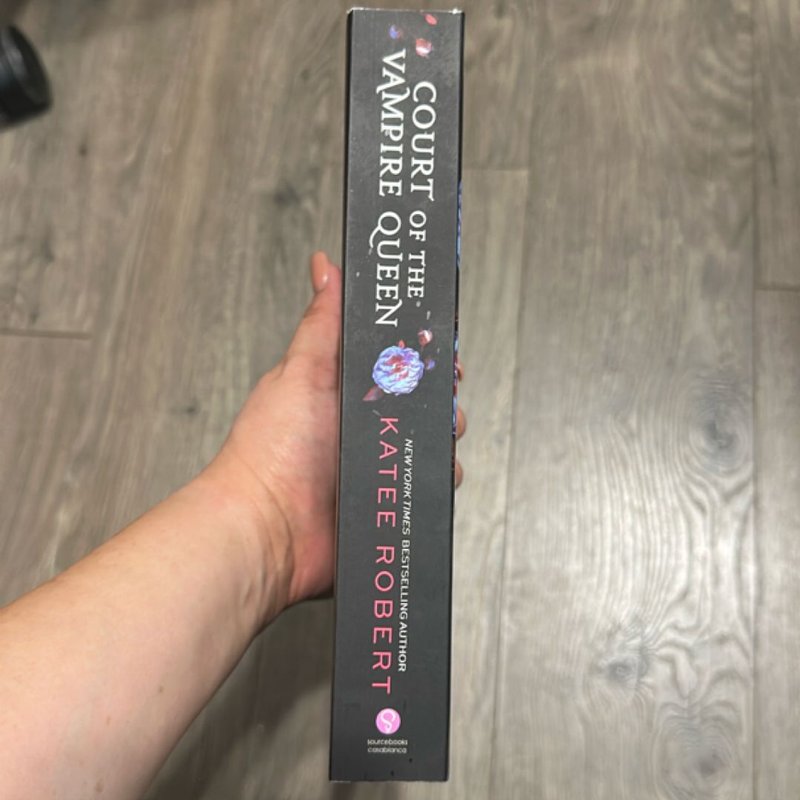 COURT OF THE
VAMPIRE QUEEN
NEW YORK TIMES BESTSELLING AUTHOR
KATEE ROBERT
sourcebooks
casablanca